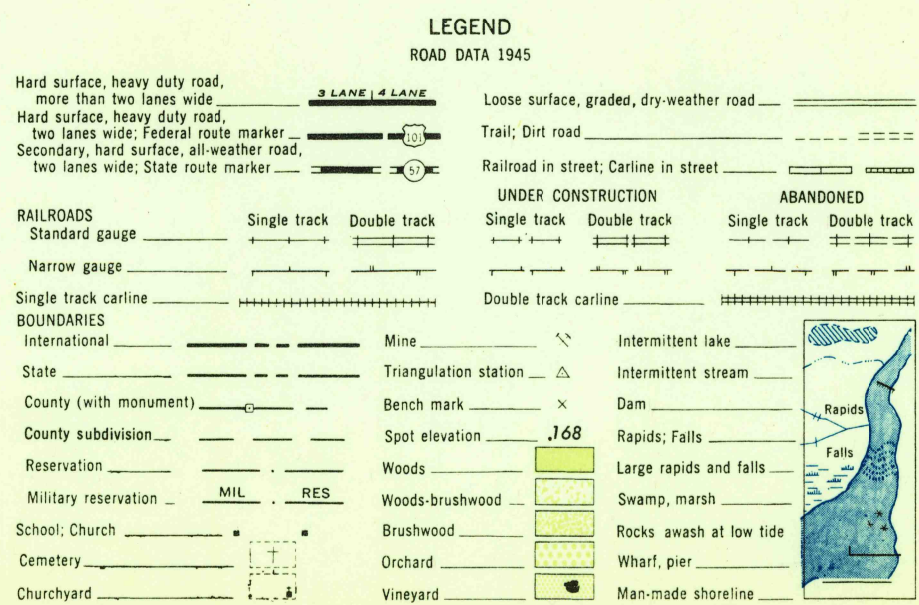 LEGEND
ROAD DATA 1945
Hard surface, heavy duty road,
more than two lanes wide
3 LANE 4 LANE
Hard surface, heavy duty road,
two lanes wide; Federal route marker
101
Secondary, hard surface, all-weather road,
two lanes wide; State route marker
57
Loose surface, graded, dry-weather road
Trail; Dirt road
Railroad in street; Carline in street
UNDER CONSTRUCTION ABANDONED
RAILROADS Single track Double track Single track Double track Single track Double track
Standard gauge
Narrow gauge
Single track carline Double track carline
BOUNDARIES
International
State
County (with monument)
County subdivision
Reservation
Military reservation MIL . RES
School; Church
Cemetery
Churchyard
Mine
Triangulation station
Bench mark
Spot elevation .168
Woods
Woods-brushwood
Brushwood
Orchard
Vineyard
Intermittent lake
Intermittent stream
Dam
Rapids; Falls
Large rapids and falls
Swamp, marsh
Rocks awash at low tide
Wharf, pier
Man-made shoreline
Rapids
Falls